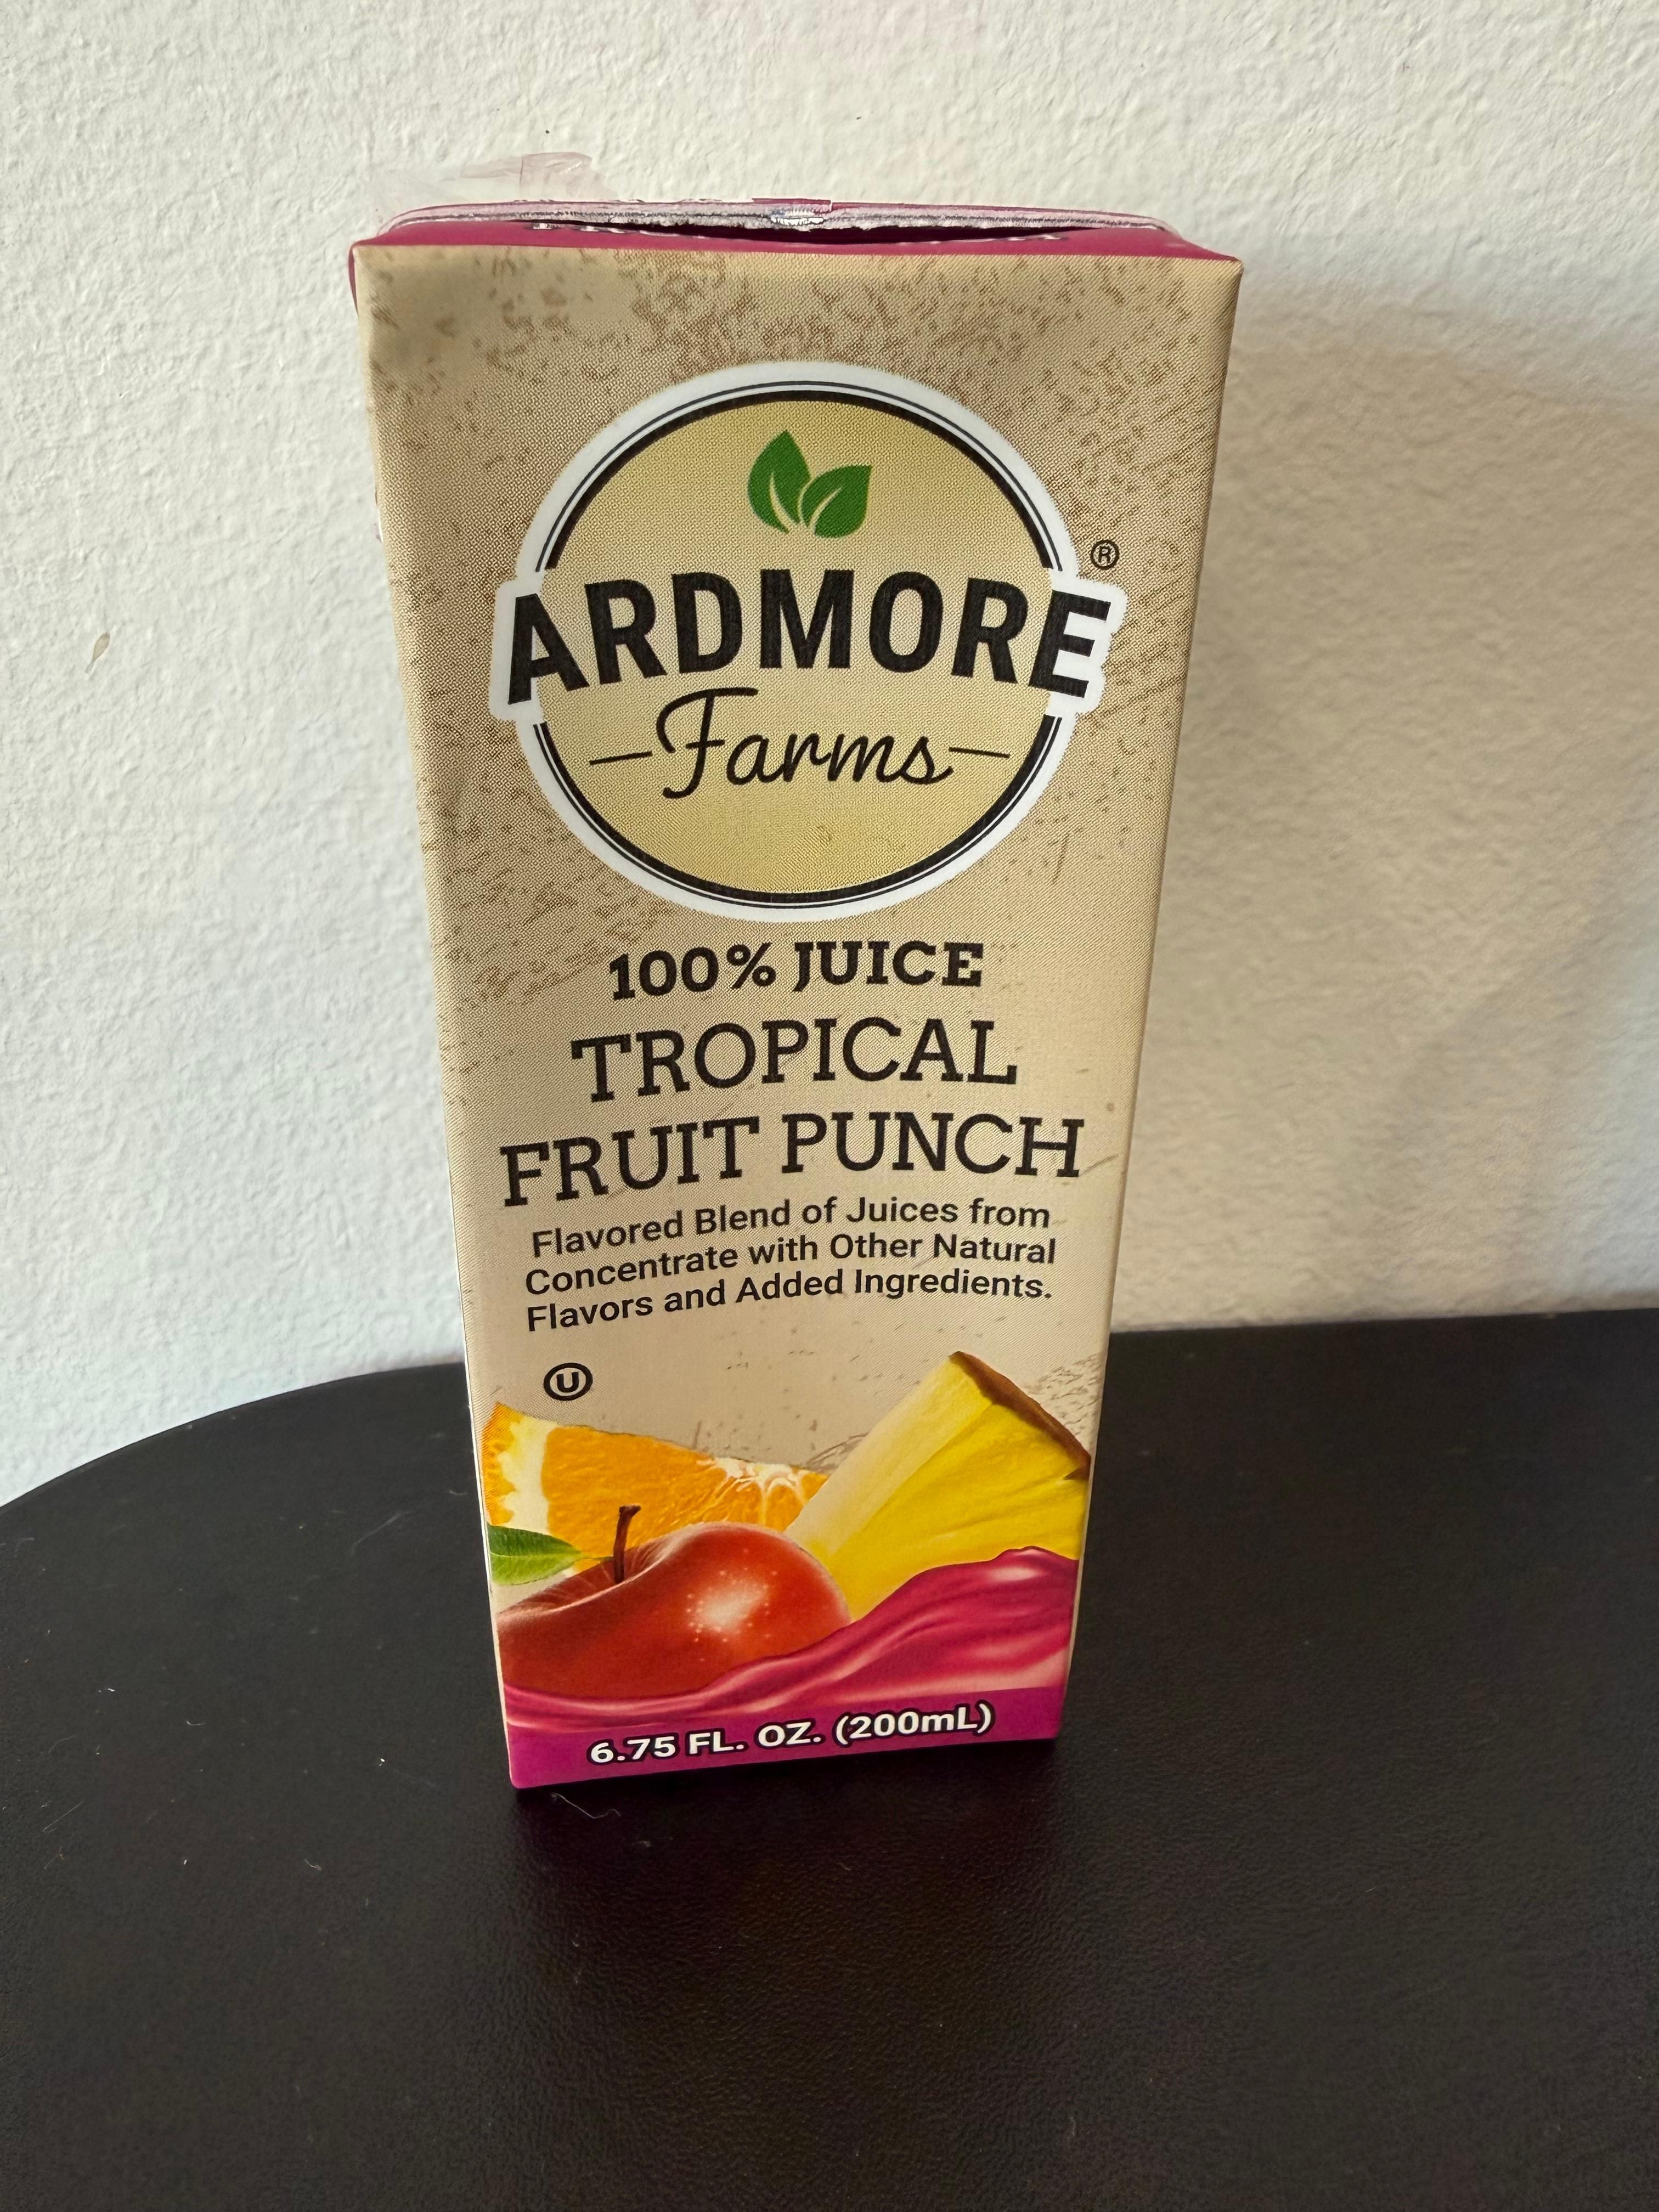 ARDMORE ®
Farms
100% JUICE
TROPICAL
FRUIT PUNCH
Flavored Blend of Juices from
Concentrate with Other Natural
Flavors and Added Ingredients.
U
6.75 FL. OZ. (200mL)